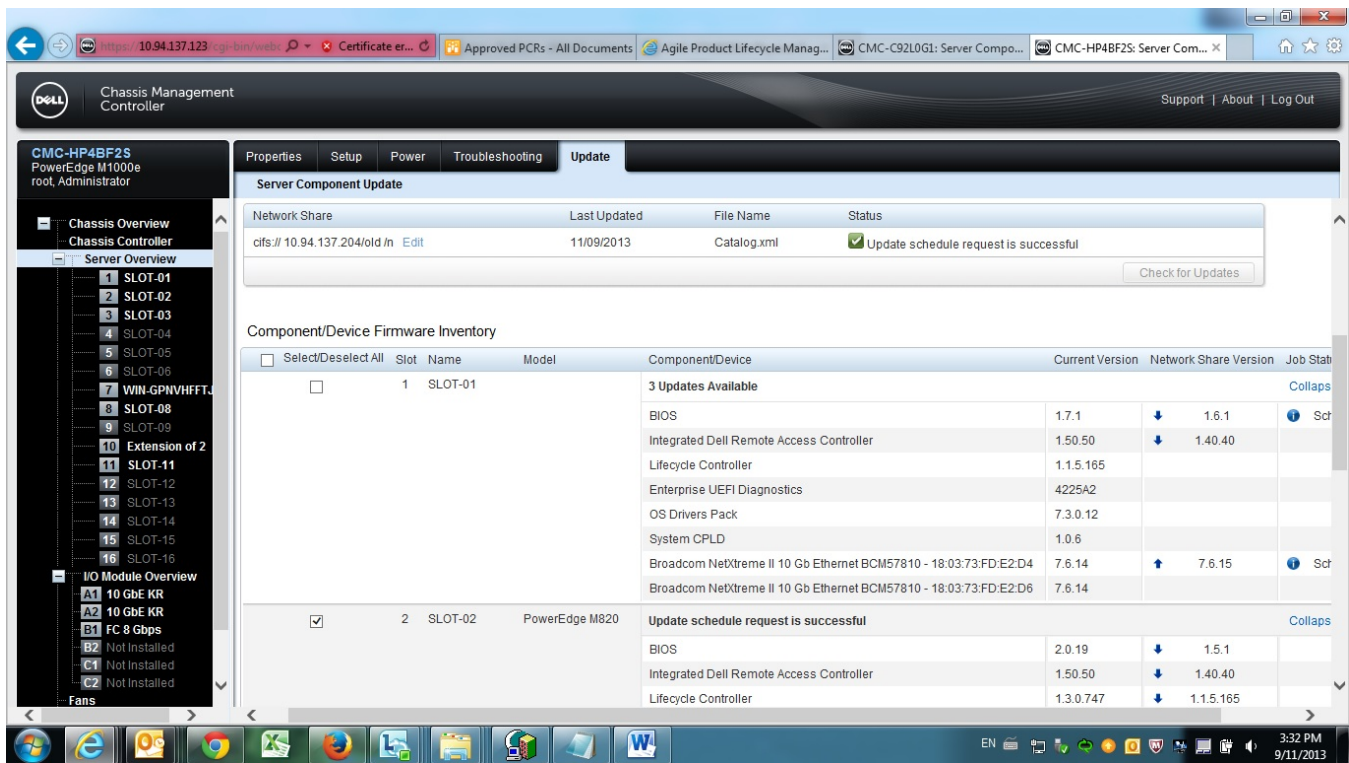 https://10.94.137.123/cgi-bin/webc
Certificate er...
Approved PCRs - All Documents
Agile Product Lifecycle Manag...
CMC-C92L0G1: Server Compo...
CMC-HP4BF2S: Server Com...
DELL
Chassis Management
Controller
Support | About | Log Out
CMC-HP4BF2S
PowerEdge M1000e
root, Administrator
Properties Setup Power Troubleshooting Update
Server Component Update
Chassis Overview
Chassis Controller
Server Overview
1 SLOT-01
2 SLOT-02
3 SLOT-03
4 SLOT-04
5 SLOT-05
6 SLOT-06
7 WIN-GPNVHFFTJ
8 SLOT-08
9 SLOT-09
10 Extension of 2
11 SLOT-11
12 SLOT-12
13 SLOT-13
14 SLOT-14
15 SLOT-15
16 SLOT-16
I/O Module Overview
A1 10 GbE KR
A2 10 GbE KR
B1 FC 8 Gbps
B2 Not Installed
C1 Not Installed
C2 Not Installed
Fans
Network Share Last Updated File Name Status
cifs:// 10.94.137.204/old /n Edit 11/09/2013 Catalog.xml Update schedule request is successful
Check for Updates
Component/Device Firmware Inventory
Select/Deselect All Slot Name Model Component/Device Current Version Network Share Version Job Statu
1 SLOT-01 3 Updates Available Collaps
BIOS 1.7.1 1.6.1 Sch
Integrated Dell Remote Access Controller 1.50.50 1.40.40
Lifecycle Controller 1.1.5.165
Enterprise UEFI Diagnostics 4225A2
OS Drivers Pack 7.3.0.12
System CPLD 1.0.6
Broadcom NetXtreme II 10 Gb Ethernet BCM57810 - 18:03:73:FD:E2:D4 7.6.14 7.6.15 Sch
Broadcom NetXtreme II 10 Gb Ethernet BCM57810 - 18:03:73:FD:E2:D6 7.6.14
2 SLOT-02 PowerEdge M820 Update schedule request is successful Collaps
BIOS 2.0.19 1.5.1
Integrated Dell Remote Access Controller 1.50.50 1.40.40
Lifecycle Controller 1.3.0.747 1.1.5.165
EN
3:32 PM
9/11/2013